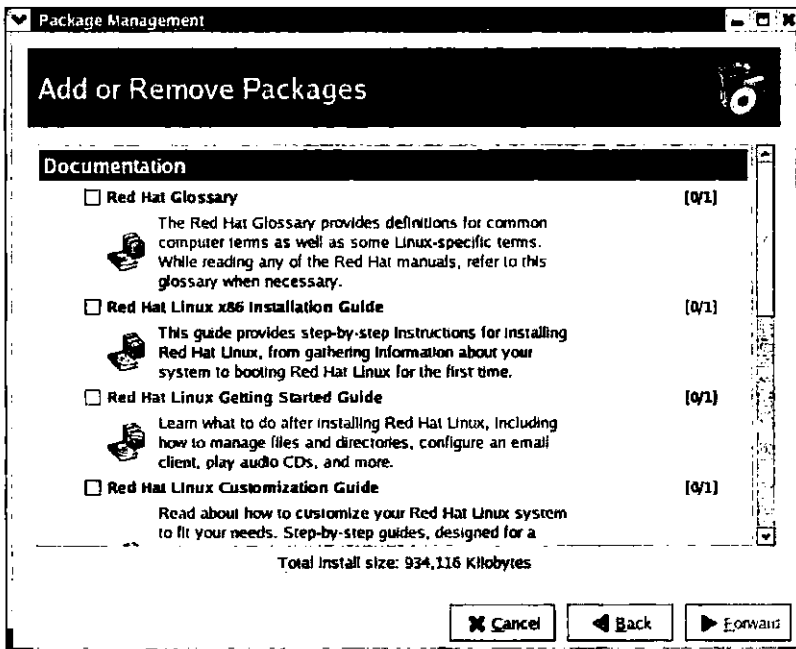 Package Management
Add or Remove Packages
Documentation
Red Hat Glossary [0/1]
The Red Hat Glossary provides definitions for common
computer terms as well as some Linux-specific terms.
While reading any of the Red Hat manuals, refer to this
glossary when necessary.
Red Hat Linux x86 Installation Guide [0/1]
This guide provides step-by-step instructions for installing
Red Hat Linux, from gathering information about your
system to booting Red Hat Linux for the first time.
Red Hat Linux Getting Started Guide [0/1]
Learn what to do after installing Red Hat Linux, including
how to manage files and directories, configure an email
client, play audio CDs, and more.
Red Hat Linux Customization Guide [0/1]
Read about how to customize your Red Hat Linux system
to fit your needs. Step-by-step guides, designed for a
Total install size: 934,116 Kilobytes
Cancel Back Forward